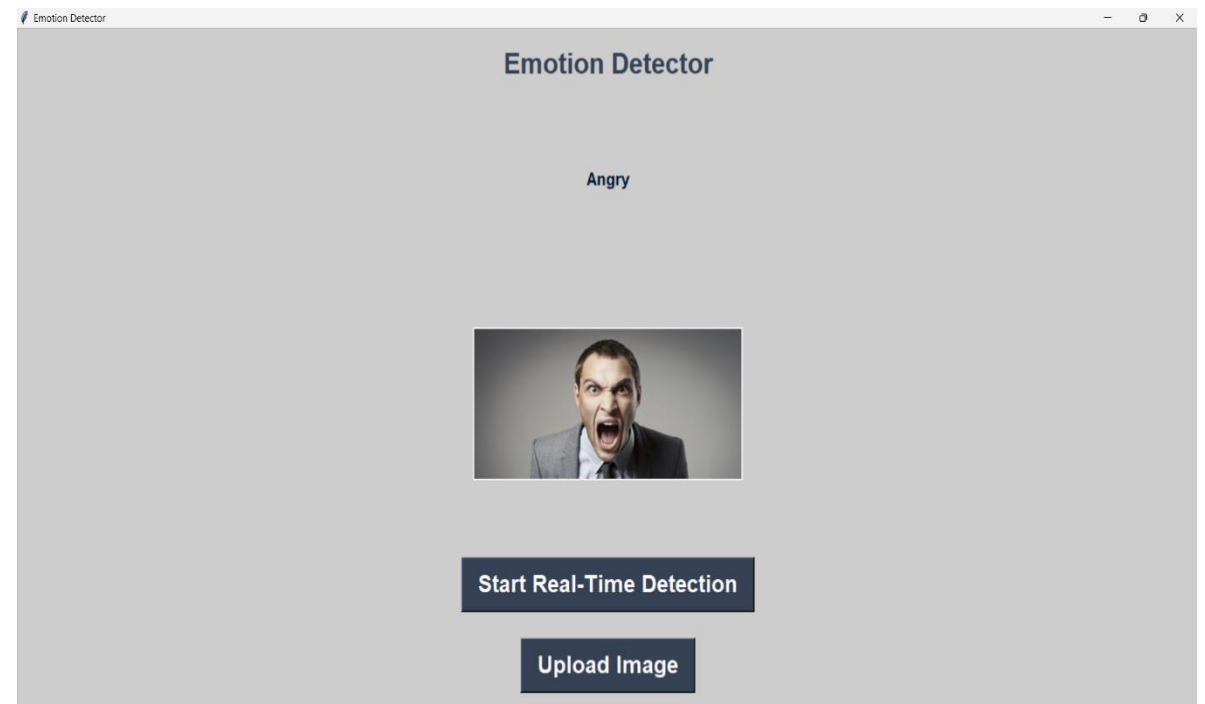 Emotion Detector
Emotion Detector
Angry
Start Real-Time Detection
Upload Image